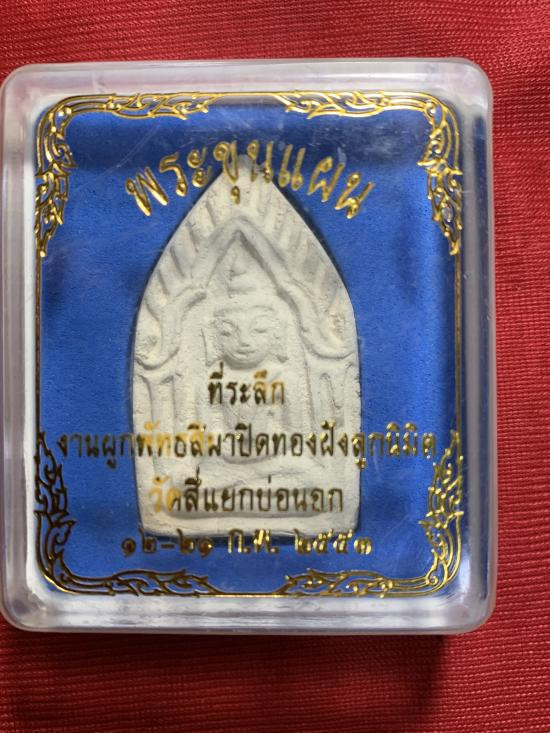 พระขุนแผน
ที่ระลึก
งานผูกพัทธสีมาปิดทองฝังลูกนิมิต
วัดสี่แยกบ่อนอก
๑๒-๒๑ ก.พ. ๒๕๕๓